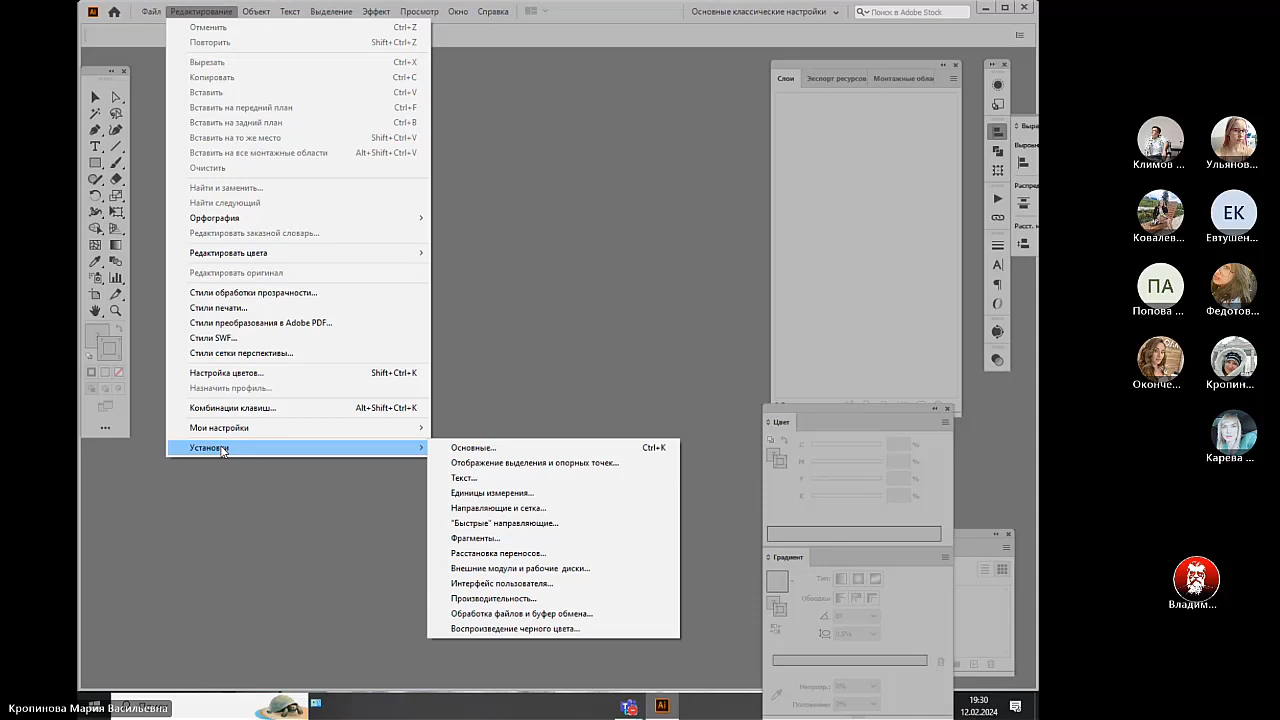 Файл Редактирование Объект Текст Выделение Эффект Просмотр Окно Справка
Основные классические настройки
Поиск в Adobe Stock
Отменить Ctrl+Z
Повторить Shift+Ctrl+Z
Вырезать Ctrl+X
Копировать Ctrl+C
Вставить Ctrl+V
Вставить на передний план Ctrl+F
Вставить на задний план Ctrl+B
Вставить на то же место Shift+Ctrl+V
Вставить на все монтажные области Alt+Shift+Ctrl+V
Очистить
Найти и заменить...
Найти следующий
Орфография
Редактировать заказной словарь...
Редактировать цвета
Редактировать оригинал
Стили обработки прозрачности...
Стили печати...
Стили преобразования в Adobe PDF...
Стили SWF...
Стили сетки перспективы...
Настройка цветов... Shift+Ctrl+K
Назначить профиль...
Комбинации клавиш... Alt+Shift+Ctrl+K
Мои настройки
Установки
Основные... Ctrl+K
Отображение выделения и опорных точек...
Текст...
Единицы измерения...
Направляющие и сетка...
"Быстрые" направляющие...
Фрагменты...
Расстановка переносов...
Внешние модули и рабочие диски...
Интерфейс пользователя...
Производительность...
Обработка файлов и буфер обмена...
Воспроизведение черного цвета...
Слои Экспорт ресурсов Монтажные обла
Выра
Выровн
Распред
Расст. н
Цвет
C %
M %
Y %
K %
Градиент
Тип:
Обводка:
Непрозр.:
Положение:
19:30
12.02.2024
Кропинова Мария Васильевна
Климов ... Ульянов...
ЕК
Ковалев... Евтушен...
ПА
Попова ... Федотов...
Оконче... Кропин...
Карева ...
Владим...